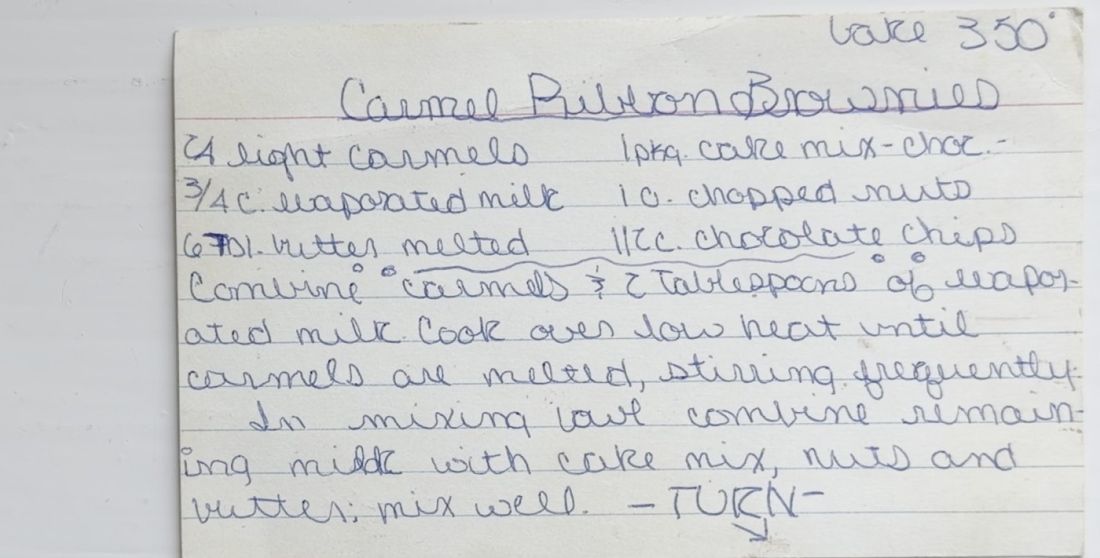 bake 350°
Carmel Pillow Brownies
24 light carmels 1 pkg. cake mix-choc.-
3/4 c. evaporated milk 1 c. chopped nuts
6 Tbl. butter melted 1/2 c. chocolate chips
Combine carmels & 2 Tablespoons of evapor-
ated milk. Cook over low heat until
carmels are melted, stirring frequently.
In mixing bowl combine remain-
ing milk with cake mix, nuts and
butter; mix well. -TURN-